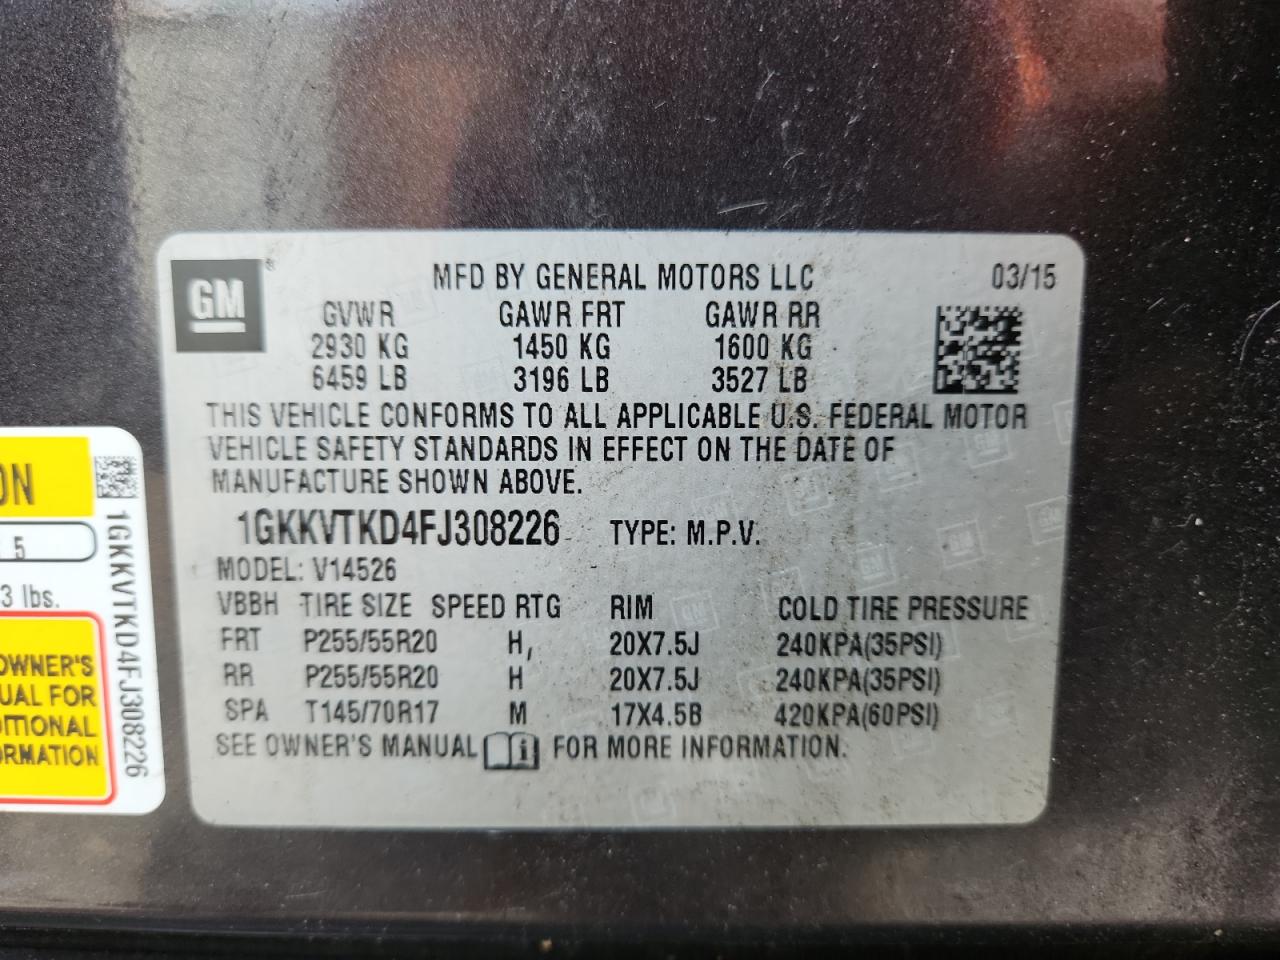 GM
MFD BY GENERAL MOTORS LLC 03/15
GVWR GAWR FRT GAWR RR
2930 KG 1450 KG 1600 KG
6459 LB 3196 LB 3527 LB
THIS VEHICLE CONFORMS TO ALL APPLICABLE U.S. FEDERAL MOTOR
VEHICLE SAFETY STANDARDS IN EFFECT ON THE DATE OF
MANUFACTURE SHOWN ABOVE.
1GKKVTKD4FJ308226 TYPE: M.P.V.
MODEL: V14526
VBBH TIRE SIZE SPEED RTG RIM COLD TIRE PRESSURE
FRT P255/55R20 H, 20X7.5J 240KPA(35PSI)
RR P255/55R20 H 20X7.5J 240KPA(35PSI)
SPA T145/70R17 M 17X4.5B 420KPA(60PSI)
SEE OWNER'S MANUAL i FOR MORE INFORMATION.
ON
5
3 lbs.
OWNER'S
UAL FOR
ITIONAL
ORMATION
1GKKVTKD4FJ308226